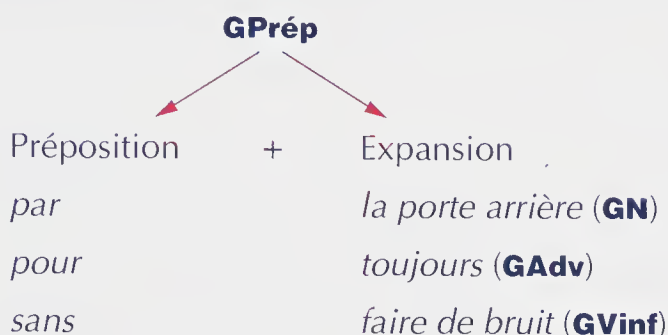 GPrép
Préposition + Expansion
par la porte arrière (GN)
pour toujours (GAdv)
sans faire de bruit (GVinf)